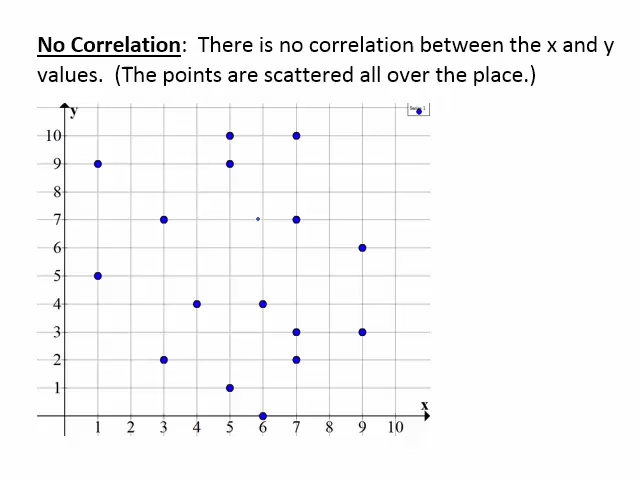 No Correlation:  There is no correlation between the x and y
values.  (The points are scattered all over the place.)
y
10
9
8
7
6
5
4
3
2
1
x
1 2 3 4 5 6 7 8 9 10